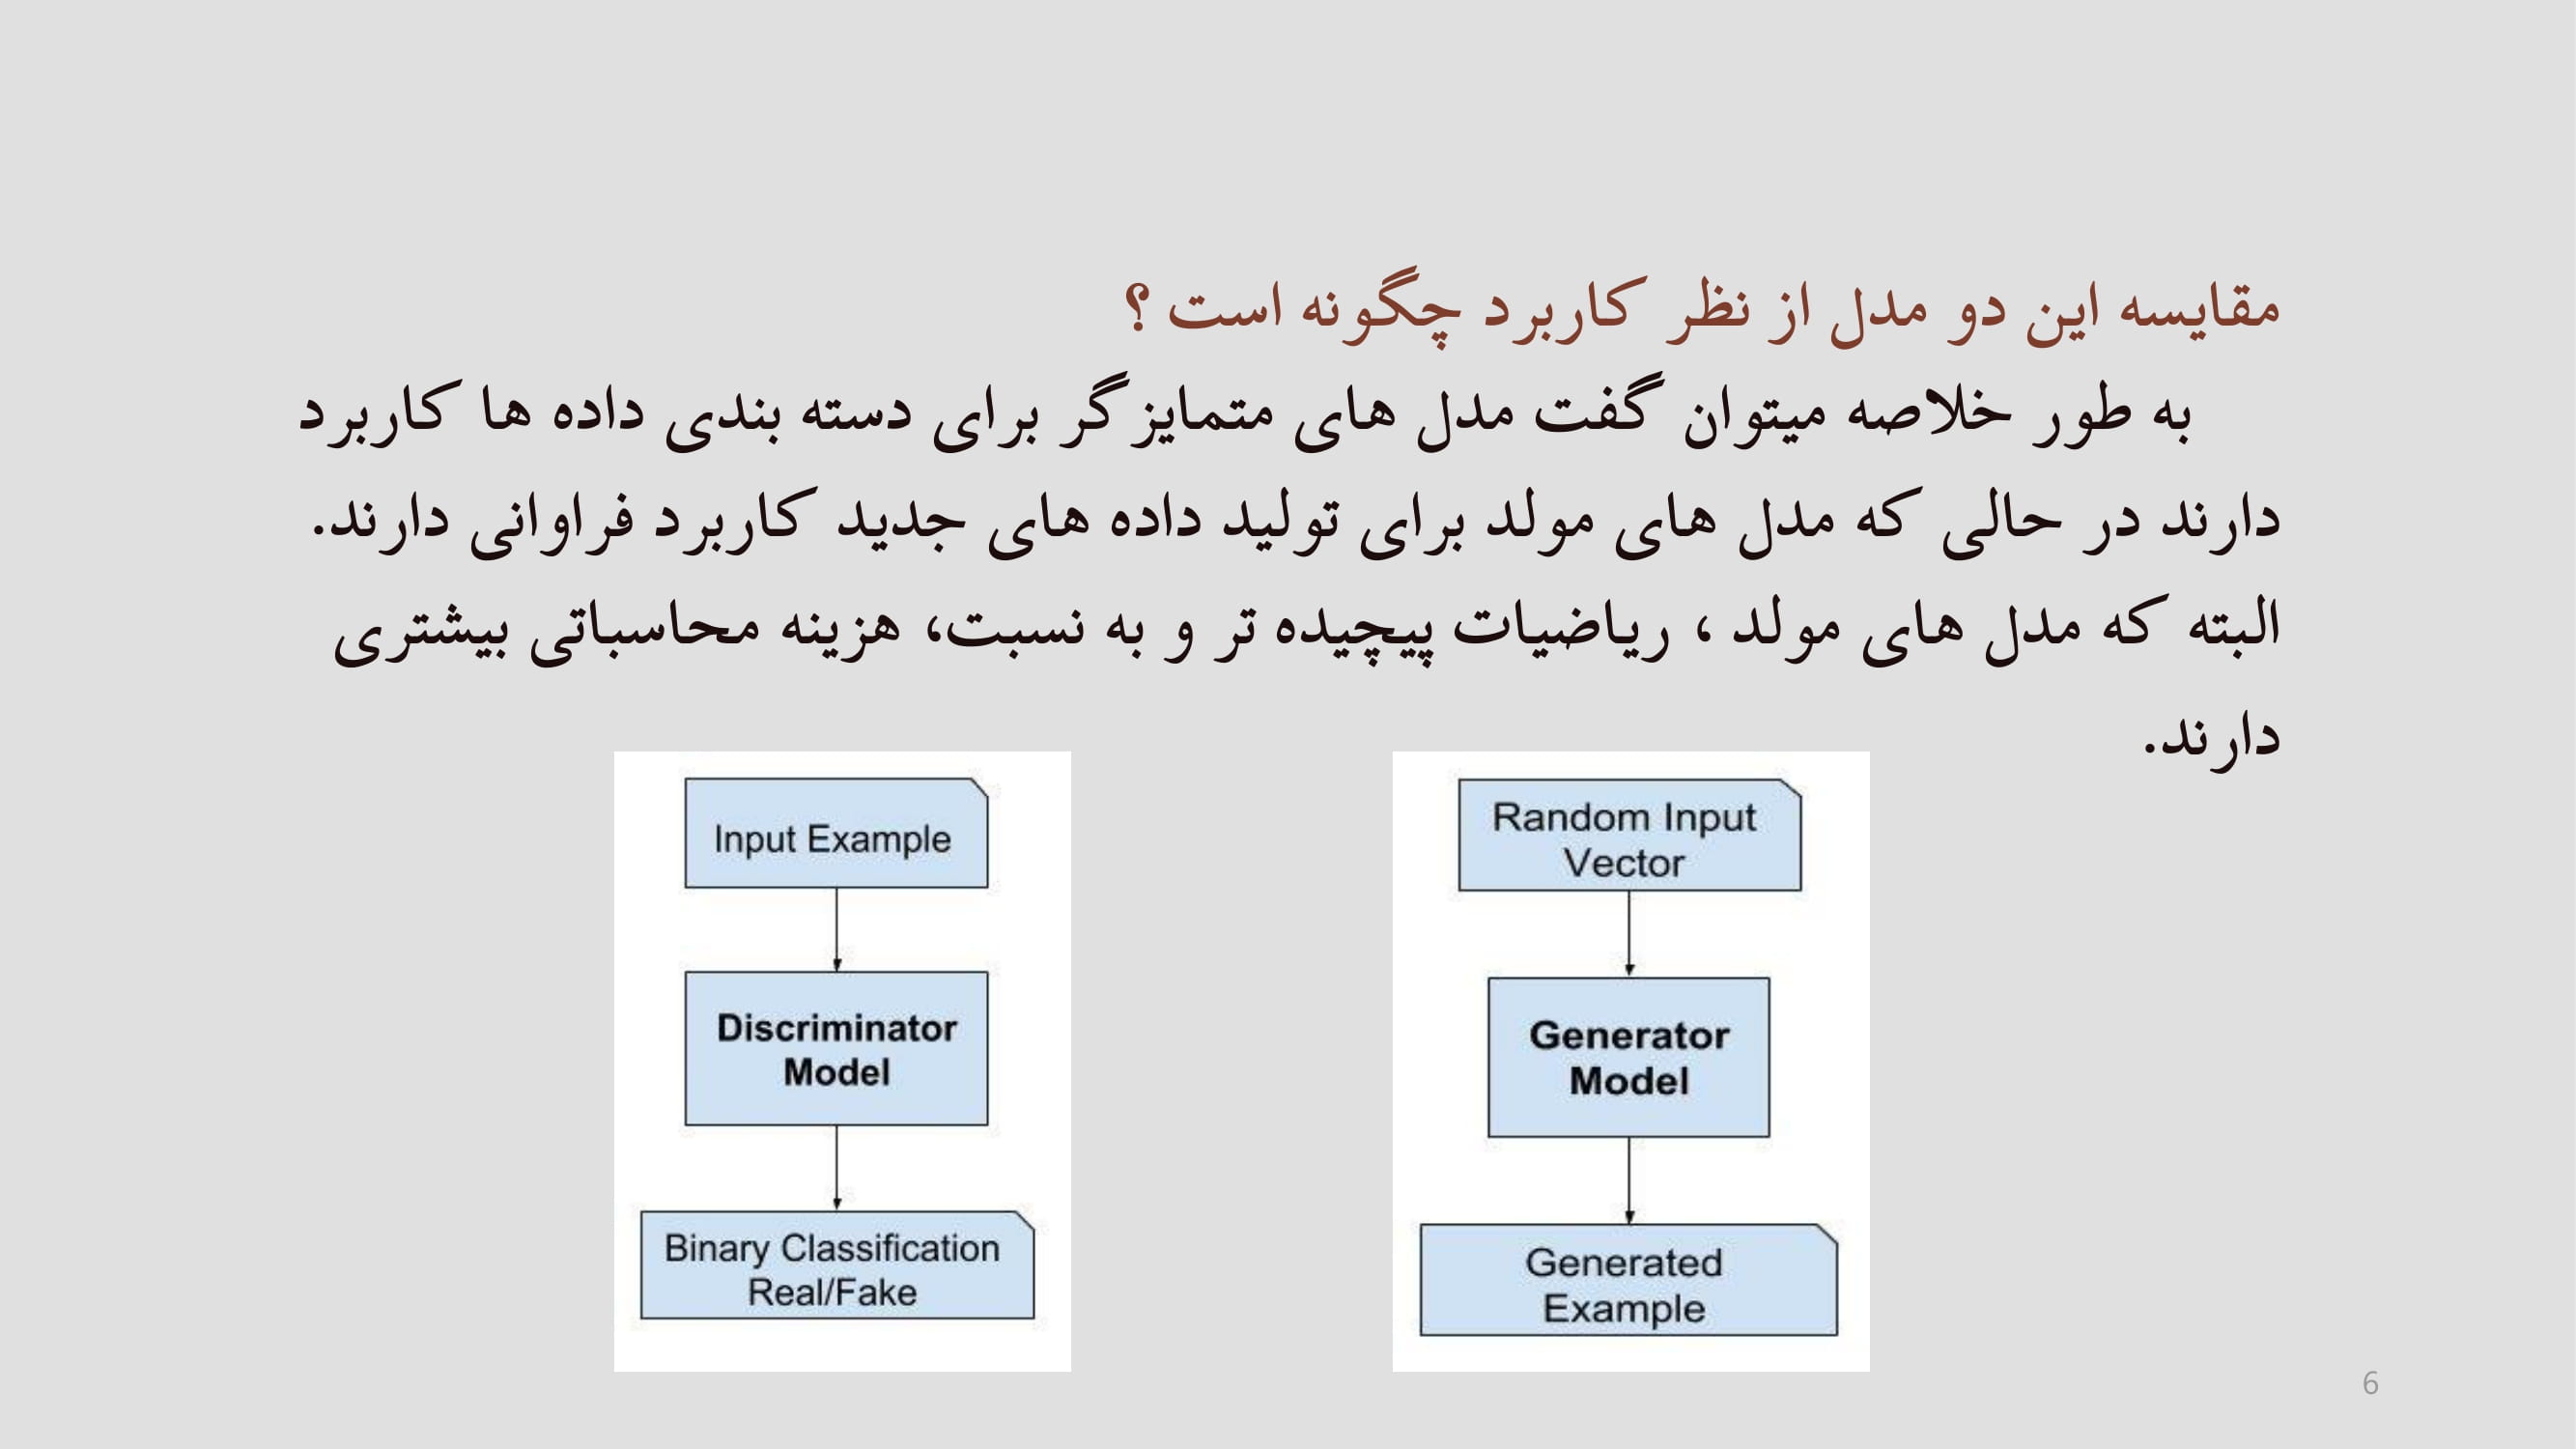 مقایسه این دو مدل از نظر کاربرد چگونه است ؟
به طور خلاصه میتوان گفت مدل های متمایزگر برای دسته بندی داده ها کاربرد
دارند در حالی که مدل های مولد برای تولید داده های جدید کاربرد فراوانی دارند.
البته که مدل های مولد ، ریاضیات پیچیده تر و به نسبت، هزینه محاسباتی بیشتری
دارند.
Input Example
Discriminator
Model
Binary Classification
Real/Fake
Random Input
Vector
Generator
Model
Generated
Example
6